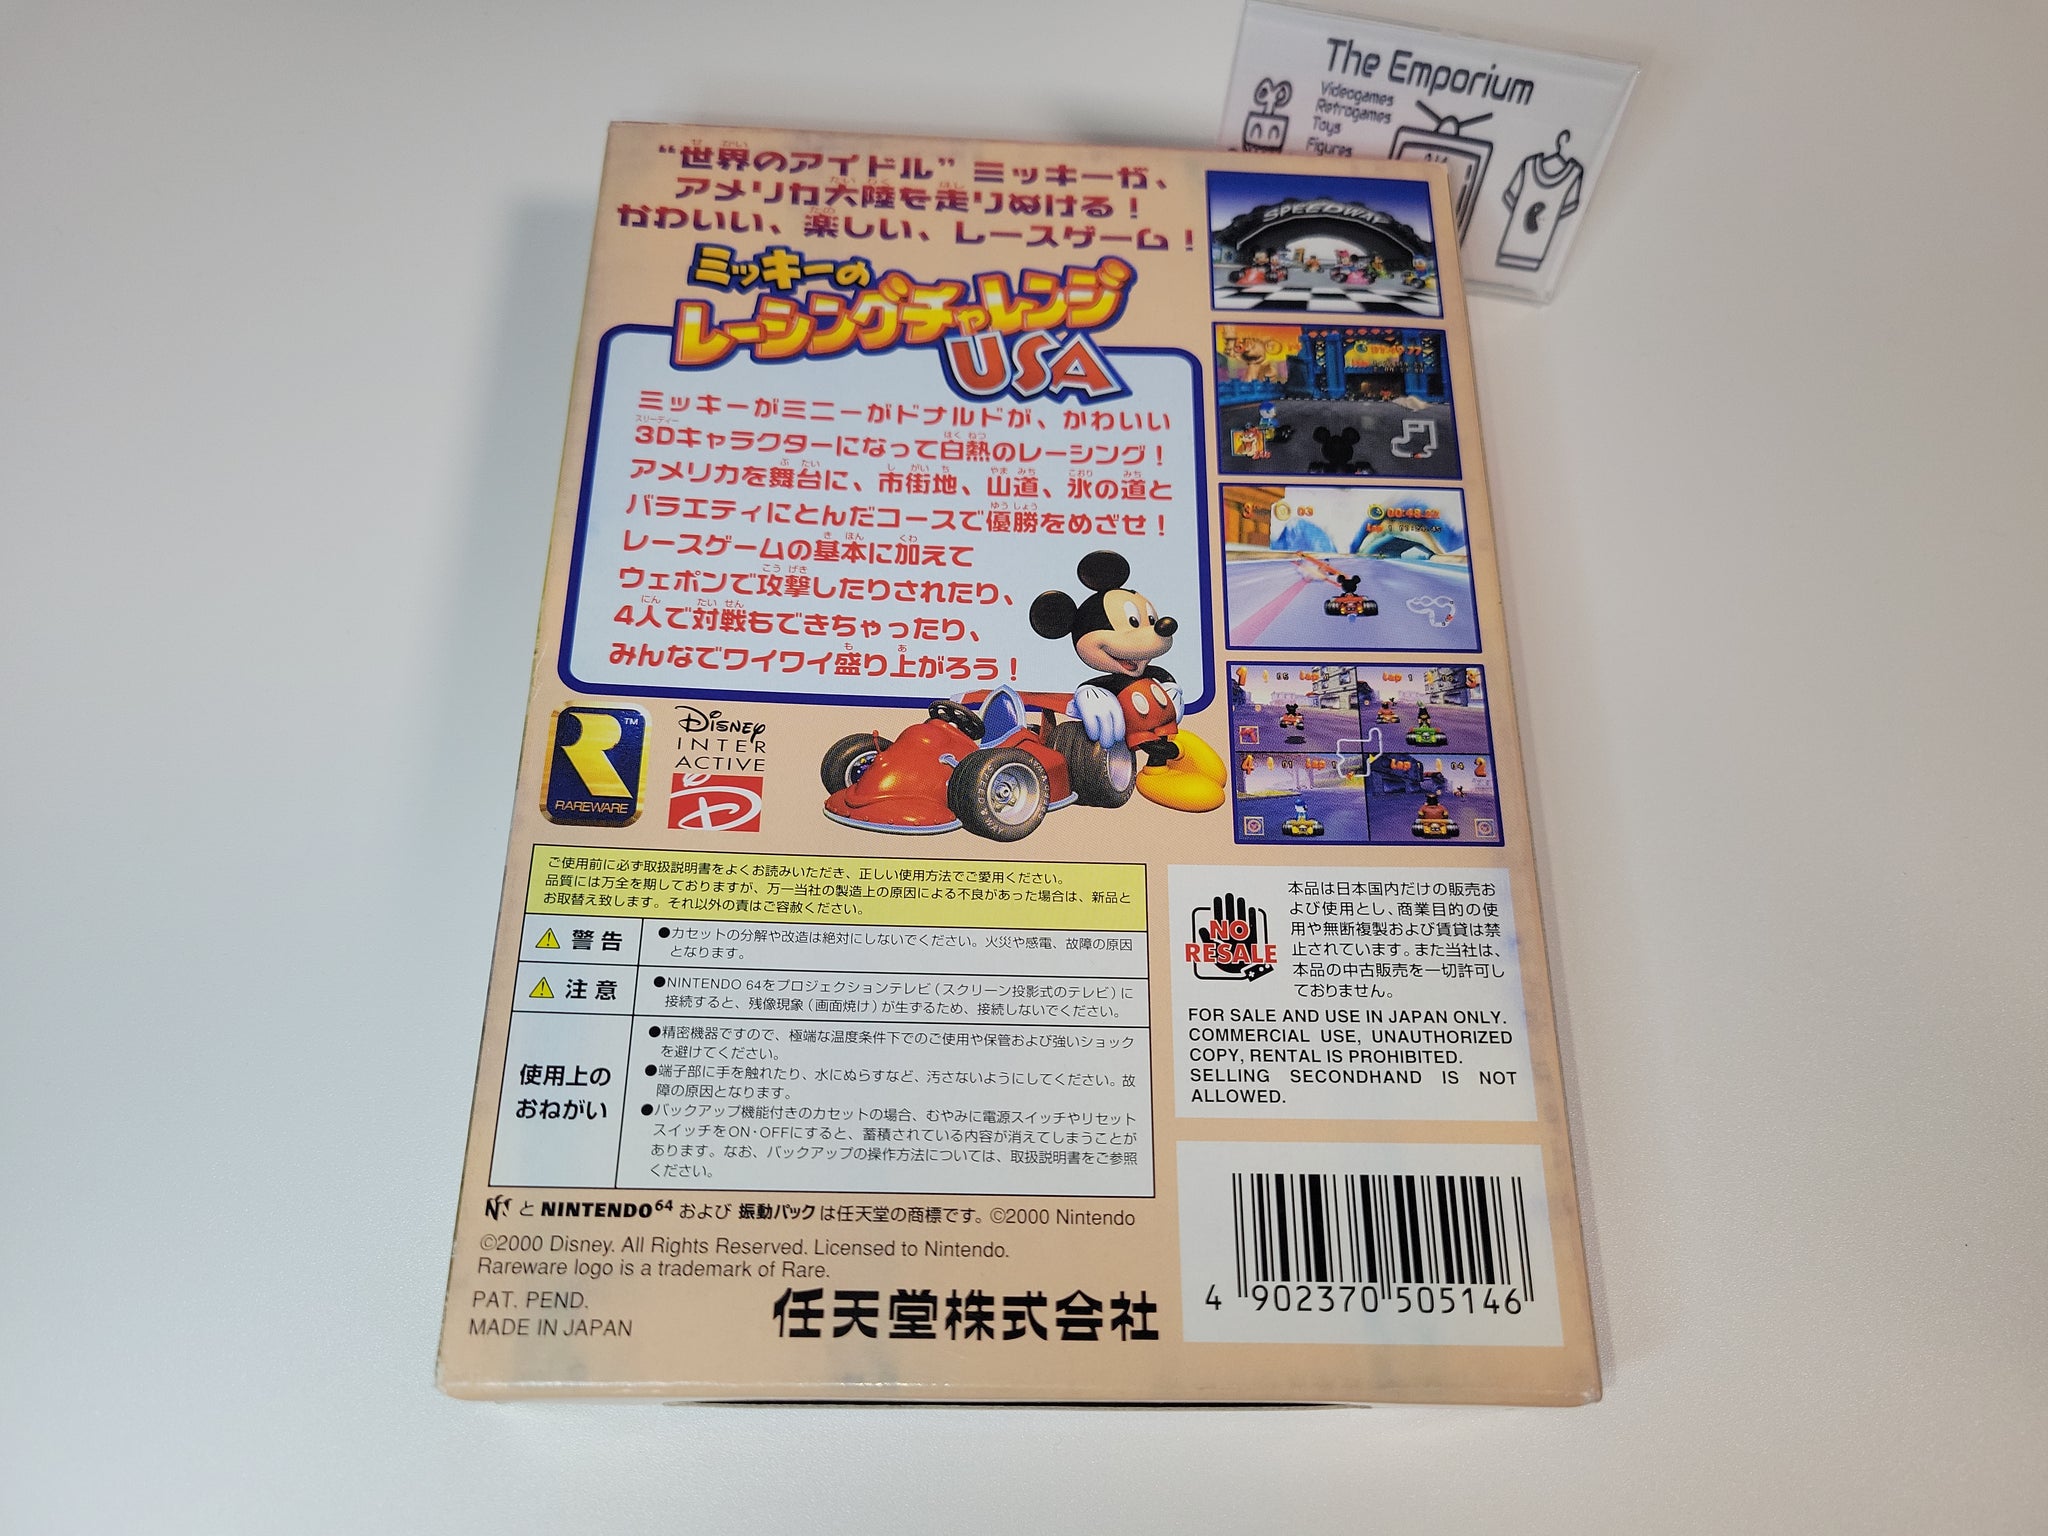 The Emporium
Videogames
Retrogames
Toys
Figures
"世界のアイドル" ミッキーが、
アメリカ大陸を走りぬける！
かわいい、楽しい、レースゲーム！
ミッキーの
レーシングチャレンジ
USA
ミッキーがミニーがドナルドが、かわいい
3Dキャラクターになって白熱のレーシング！
アメリカを舞台に、市街地、山道、氷の道と
バラエティにとんだコースで優勝をめざせ！
レースゲームの基本に加えて
ウェポンで攻撃したりされたり、
4人で対戦もできちゃったり、
みんなでワイワイ盛り上がろう！
SPEEDWAY
TM
RAREWARE
Disney
INTER
ACTIVE
ご使用前に必ず取扱説明書をよくお読みいただき、正しい使用方法でご愛用ください。
品質には万全を期しておりますが、万一当社の製造上の原因による不良があった場合は、新品と
お取替え致します。それ以外の責はご容赦ください。
警告
●カセットの分解や改造は絶対にしないでください。火災や感電、故障の原因
となります。
注意
●NINTENDO 64をプロジェクションテレビ（スクリーン投影式のテレビ）に
接続すると、残像現象（画面焼け）が生ずるため、接続しないでください。
使用上の
おねがい
●精密機器ですので、極端な温度条件下でのご使用や保管および強いショック
を避けてください。
●端子部に手を触れたり、水にぬらすなど、汚さないようにしてください。故
障の原因となります。
●バックアップ機能付きのカセットの場合、むやみに電源スイッチやリセット
スイッチをON・OFFにすると、蓄積されている内容が消えてしまうことが
あります。なお、バックアップの操作方法については、取扱説明書をご参照
ください。
と NINTENDO64 および 振動パック は任天堂の商標です。©2000 Nintendo
©2000 Disney. All Rights Reserved. Licensed to Nintendo.
Rareware logo is a trademark of Rare.
PAT. PEND.
MADE IN JAPAN
任天堂株式会社
NO
RESALE
本品は日本国内だけの販売お
よび使用とし、商業目的の使
用や無断複製および賃貸は禁
止されています。また当社は、
本品の中古販売を一切許可し
ておりません。
FOR SALE AND USE IN JAPAN ONLY.
COMMERCIAL USE, UNAUTHORIZED
COPY, RENTAL IS PROHIBITED.
SELLING SECONDHAND IS NOT
ALLOWED.
4 902370 505146